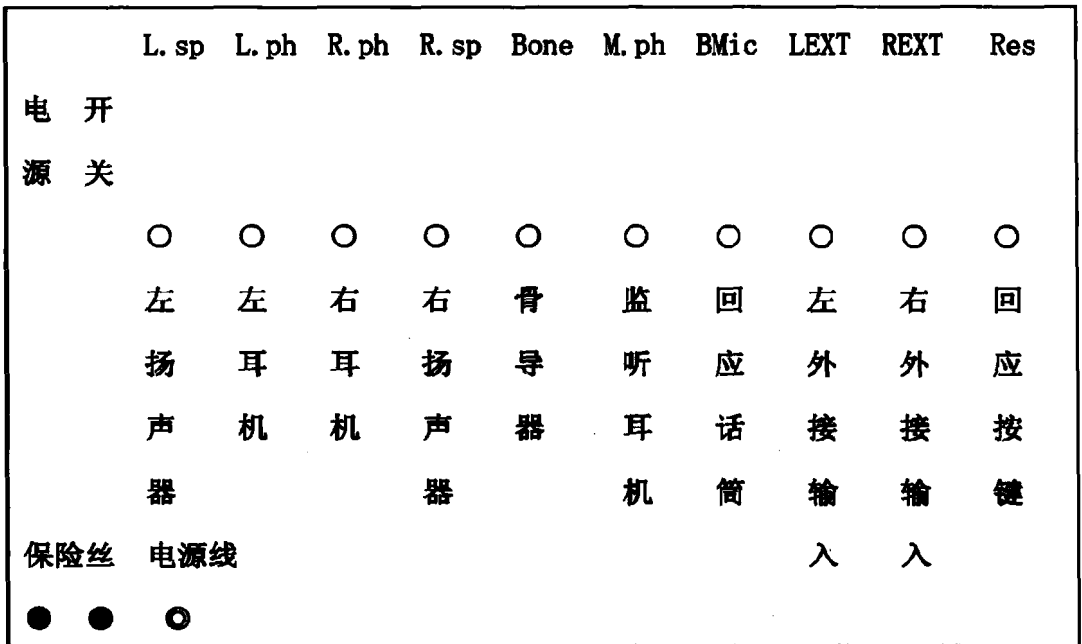 L.sp L.ph R.ph R.sp Bone M.ph BMic LEXT REXT Res
电源
开关
左扬声器
左耳机
右耳机
右扬声器
骨导器
监听耳机
回应话筒
左外接输入
右外接输入
回应按键
保险丝 电源线